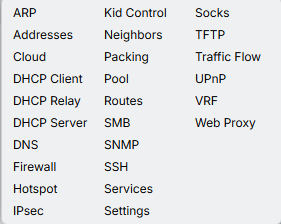 ARP
Addresses
Cloud
DHCP Client
DHCP Relay
DHCP Server
DNS
Firewall
Hotspot
IPsec
Kid Control
Neighbors
Packing
Pool
Routes
SMB
SNMP
SSH
Services
Settings
Socks
TFTP
Traffic Flow
UPnP
VRF
Web Proxy